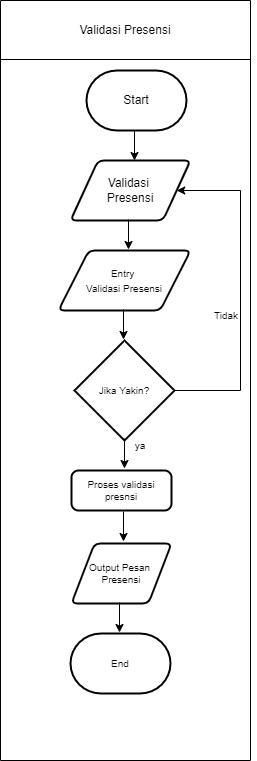 Validasi Presensi
Start
Validasi
Presensi
Entry
Validasi Presensi
Tidak
Jika Yakin?
ya
Proses validasi
presnsi
Output Pesan
Presensi
End